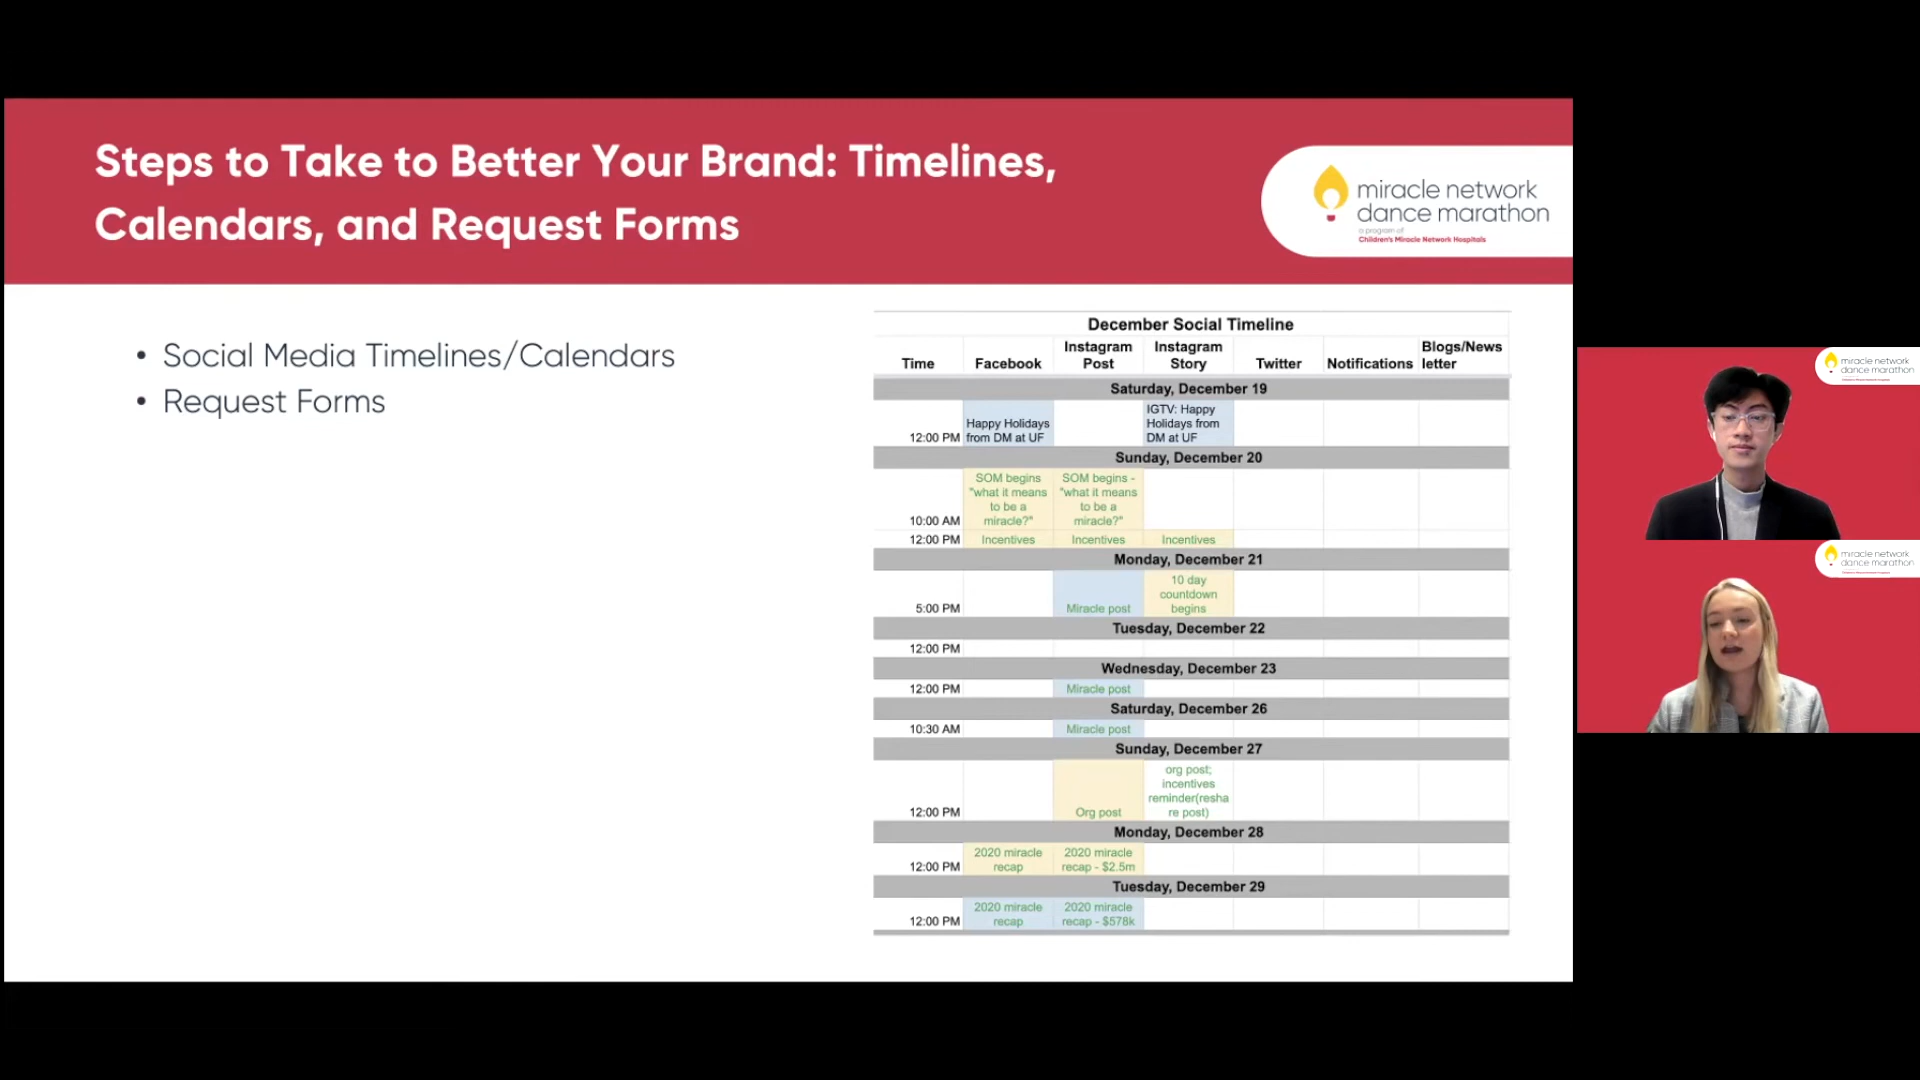 Steps to Take to Better Your Brand: Timelines,
Calendars, and Request Forms
miracle network
dance marathon
a program of
Children's Miracle Network Hospitals
• Social Media Timelines/Calendars
• Request Forms
December Social Timeline
Time Facebook Instagram Post Instagram Story Twitter Notifications Blogs/News letter
Saturday, December 19
12:00 PM Happy Holidays from DM at UF IGTV: Happy Holidays from DM at UF
Sunday, December 20
10:00 AM SOM begins "what it means to be a miracle?" SOM begins - "what it means to be a miracle?"
12:00 PM Incentives Incentives Incentives
Monday, December 21
5:00 PM Miracle post 10 day countdown begins
Tuesday, December 22
12:00 PM
Wednesday, December 23
12:00 PM Miracle post
Saturday, December 26
10:30 AM Miracle post
Sunday, December 27
12:00 PM Org post org post; incentives reminder(resha re post)
Monday, December 28
12:00 PM 2020 miracle recap 2020 miracle recap - $2.5m
Tuesday, December 29
12:00 PM 2020 miracle recap 2020 miracle recap - $578k
miracle network
dance marathon
miracle network
dance marathon